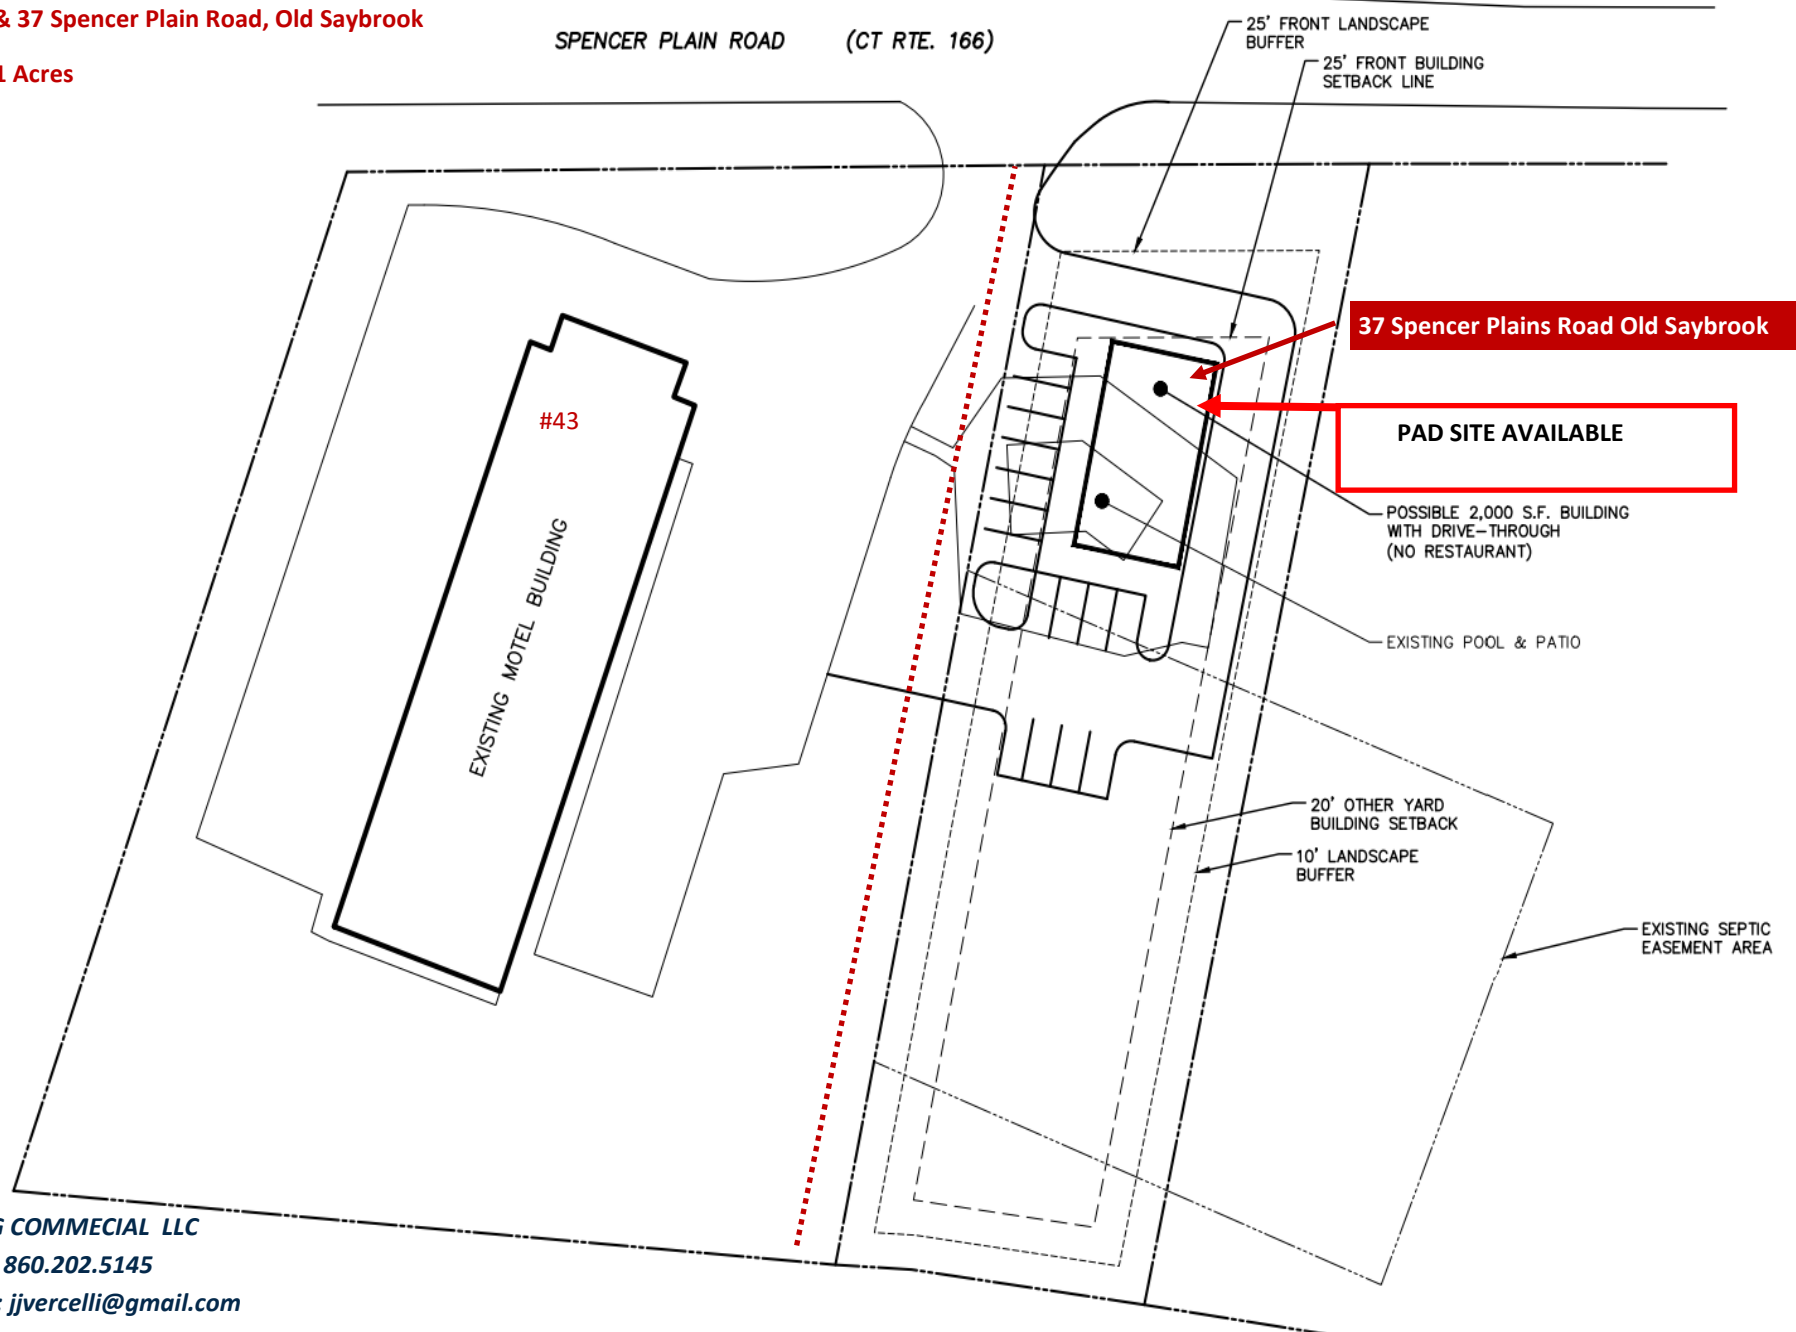 & 37 Spencer Plain Road, Old Saybrook
1 Acres
SPENCER PLAIN ROAD (CT RTE. 166)
25' FRONT LANDSCAPE
BUFFER
25' FRONT BUILDING
SETBACK LINE
37 Spencer Plains Road Old Saybrook
PAD SITE AVAILABLE
#43
EXISTING MOTEL BUILDING
POSSIBLE 2,000 S.F. BUILDING
WITH DRIVE-THROUGH
(NO RESTAURANT)
EXISTING POOL & PATIO
20' OTHER YARD
BUILDING SETBACK
10' LANDSCAPE
BUFFER
EXISTING SEPTIC
EASEMENT AREA
COMMECIAL LLC
860.202.5145
: jjvercelli@gmail.com